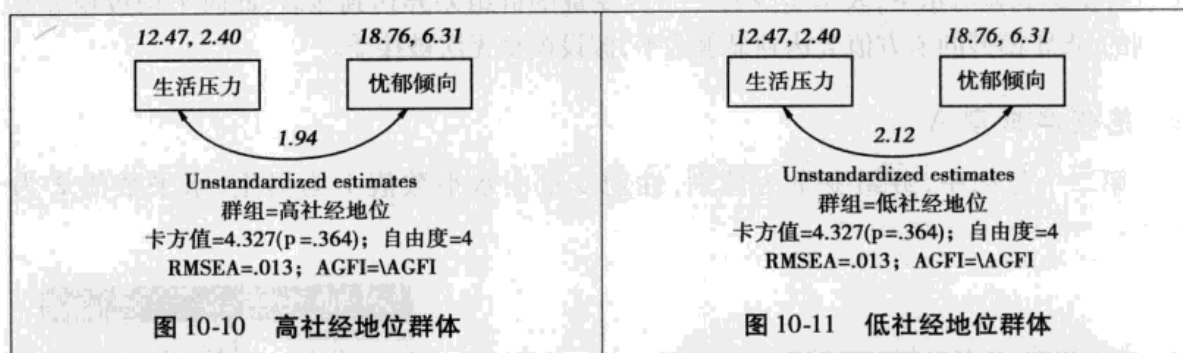 12.47, 2.40
18.76, 6.31
生活压力
忧郁倾向
1.94
Unstandardized estimates
群组=高社经地位
卡方值=4.327(p=.364)；自由度=4
RMSEA=.013；AGFI=\AGFI
图 10-10 高社经地位群体
12.47, 2.40
18.76, 6.31
生活压力
忧郁倾向
2.12
Unstandardized estimates
群组=低社经地位
卡方值=4.327(p=.364)；自由度=4
RMSEA=.013；AGFI=\AGFI
图 10-11 低社经地位群体